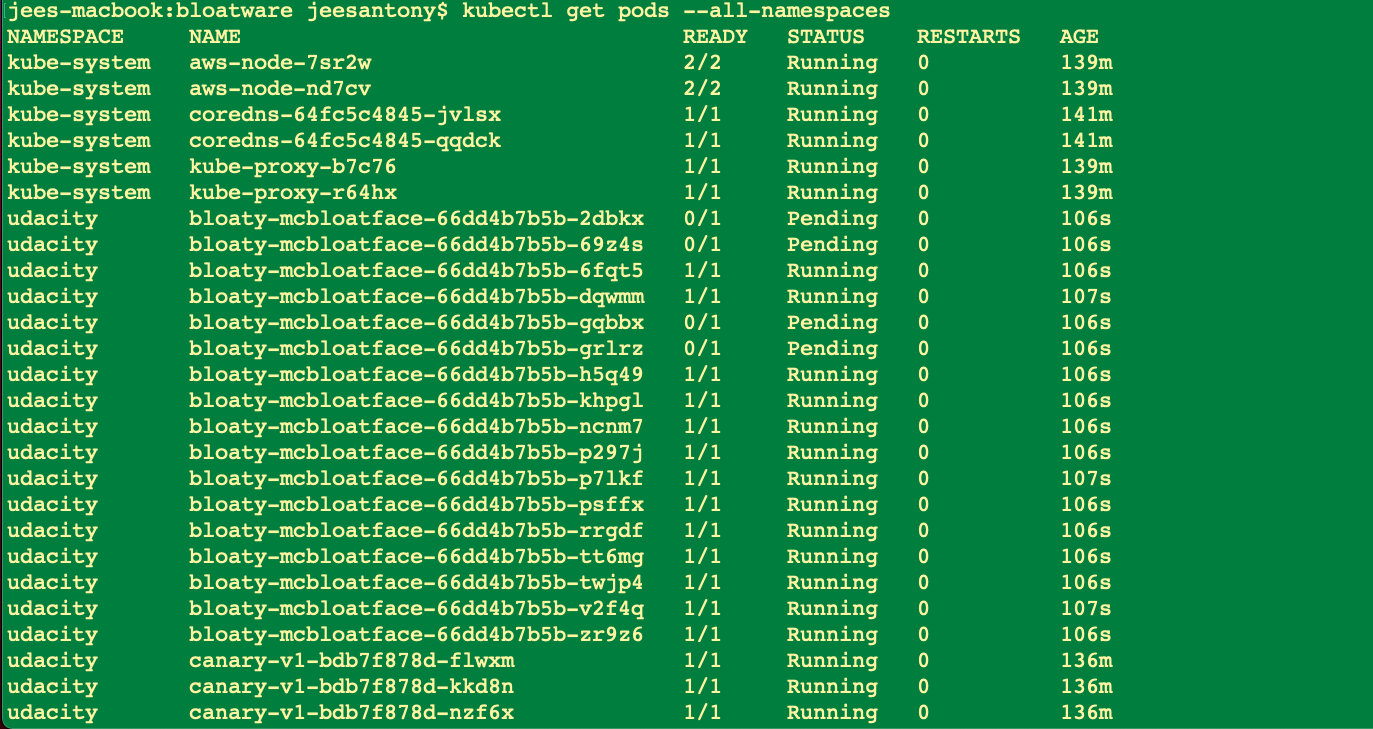 jees-macbook:bloatware jeesantony$ kubectl get pods --all-namespaces
NAMESPACE NAME READY STATUS RESTARTS AGE
kube-system aws-node-7sr2w 2/2 Running 0 139m
kube-system aws-node-nd7cv 2/2 Running 0 139m
kube-system coredns-64fc5c4845-jvlsx 1/1 Running 0 141m
kube-system coredns-64fc5c4845-qqdck 1/1 Running 0 141m
kube-system kube-proxy-b7c76 1/1 Running 0 139m
kube-system kube-proxy-r64hx 1/1 Running 0 139m
udacity bloaty-mcbloatface-66dd4b7b5b-2dbkx 0/1 Pending 0 106s
udacity bloaty-mcbloatface-66dd4b7b5b-69z4s 0/1 Pending 0 106s
udacity bloaty-mcbloatface-66dd4b7b5b-6fqt5 1/1 Running 0 106s
udacity bloaty-mcbloatface-66dd4b7b5b-dqwmm 1/1 Running 0 107s
udacity bloaty-mcbloatface-66dd4b7b5b-gqbbx 0/1 Pending 0 106s
udacity bloaty-mcbloatface-66dd4b7b5b-grlrz 0/1 Pending 0 106s
udacity bloaty-mcbloatface-66dd4b7b5b-h5q49 1/1 Running 0 106s
udacity bloaty-mcbloatface-66dd4b7b5b-khpgl 1/1 Running 0 106s
udacity bloaty-mcbloatface-66dd4b7b5b-ncnm7 1/1 Running 0 106s
udacity bloaty-mcbloatface-66dd4b7b5b-p297j 1/1 Running 0 106s
udacity bloaty-mcbloatface-66dd4b7b5b-p7lkf 1/1 Running 0 107s
udacity bloaty-mcbloatface-66dd4b7b5b-psffx 1/1 Running 0 106s
udacity bloaty-mcbloatface-66dd4b7b5b-rrgdf 1/1 Running 0 106s
udacity bloaty-mcbloatface-66dd4b7b5b-tt6mg 1/1 Running 0 106s
udacity bloaty-mcbloatface-66dd4b7b5b-twjp4 1/1 Running 0 106s
udacity bloaty-mcbloatface-66dd4b7b5b-v2f4q 1/1 Running 0 107s
udacity bloaty-mcbloatface-66dd4b7b5b-zr9z6 1/1 Running 0 106s
udacity canary-v1-bdb7f878d-flwxm 1/1 Running 0 136m
udacity canary-v1-bdb7f878d-kkd8n 1/1 Running 0 136m
udacity canary-v1-bdb7f878d-nzf6x 1/1 Running 0 136m